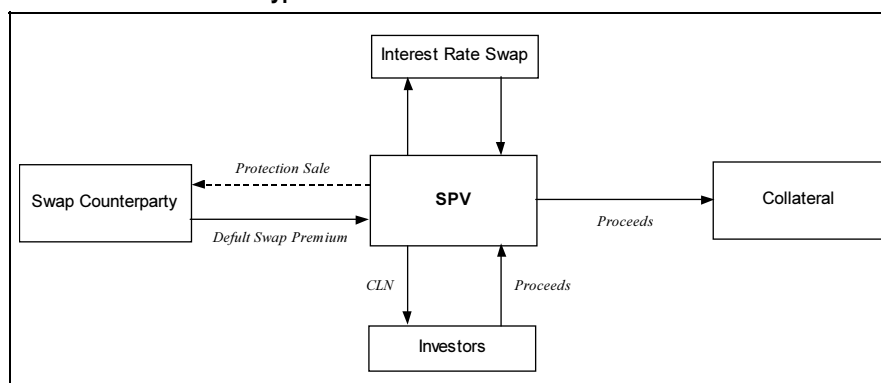 Interest Rate Swap
Protection Sale
Swap Counterparty
SPV
Collateral
Defult Swap Premium
Proceeds
CLN
Proceeds
Investors